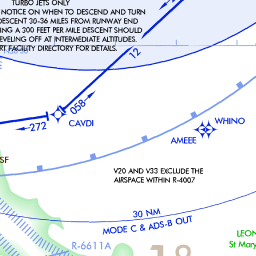 TURBO JETS ONLY
NOTICE ON WHEN TO DESCEND AND TURN
DESCENT 30-36 MILES FROM RUNWAY END
ING A 300 FEET PER MILE DESCENT SHOULD
EVELING OFF AT INTERMEDIATE ALTITUDES.
RT FACILITY DIRECTORY FOR DETAILS.
12
058
272
CAVDI
WHINO
AMEEE
SF
V20 AND V33 EXCLUDE THE
AIRSPACE WITHIN R-4007
30 NM
MODE C & ADS-B OUT
R-6611A
18
LEON
St Mary